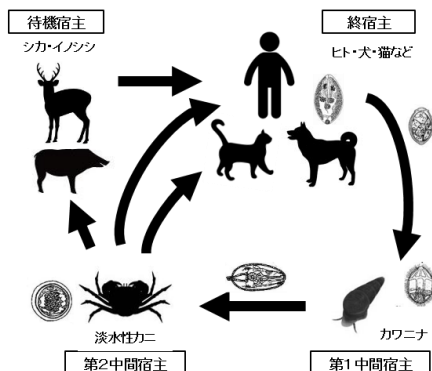 待機宿主
シカ・イノシシ
終宿主
ヒト・犬・猫など
淡水性カニ
第2中間宿主
カワニナ
第1中間宿主